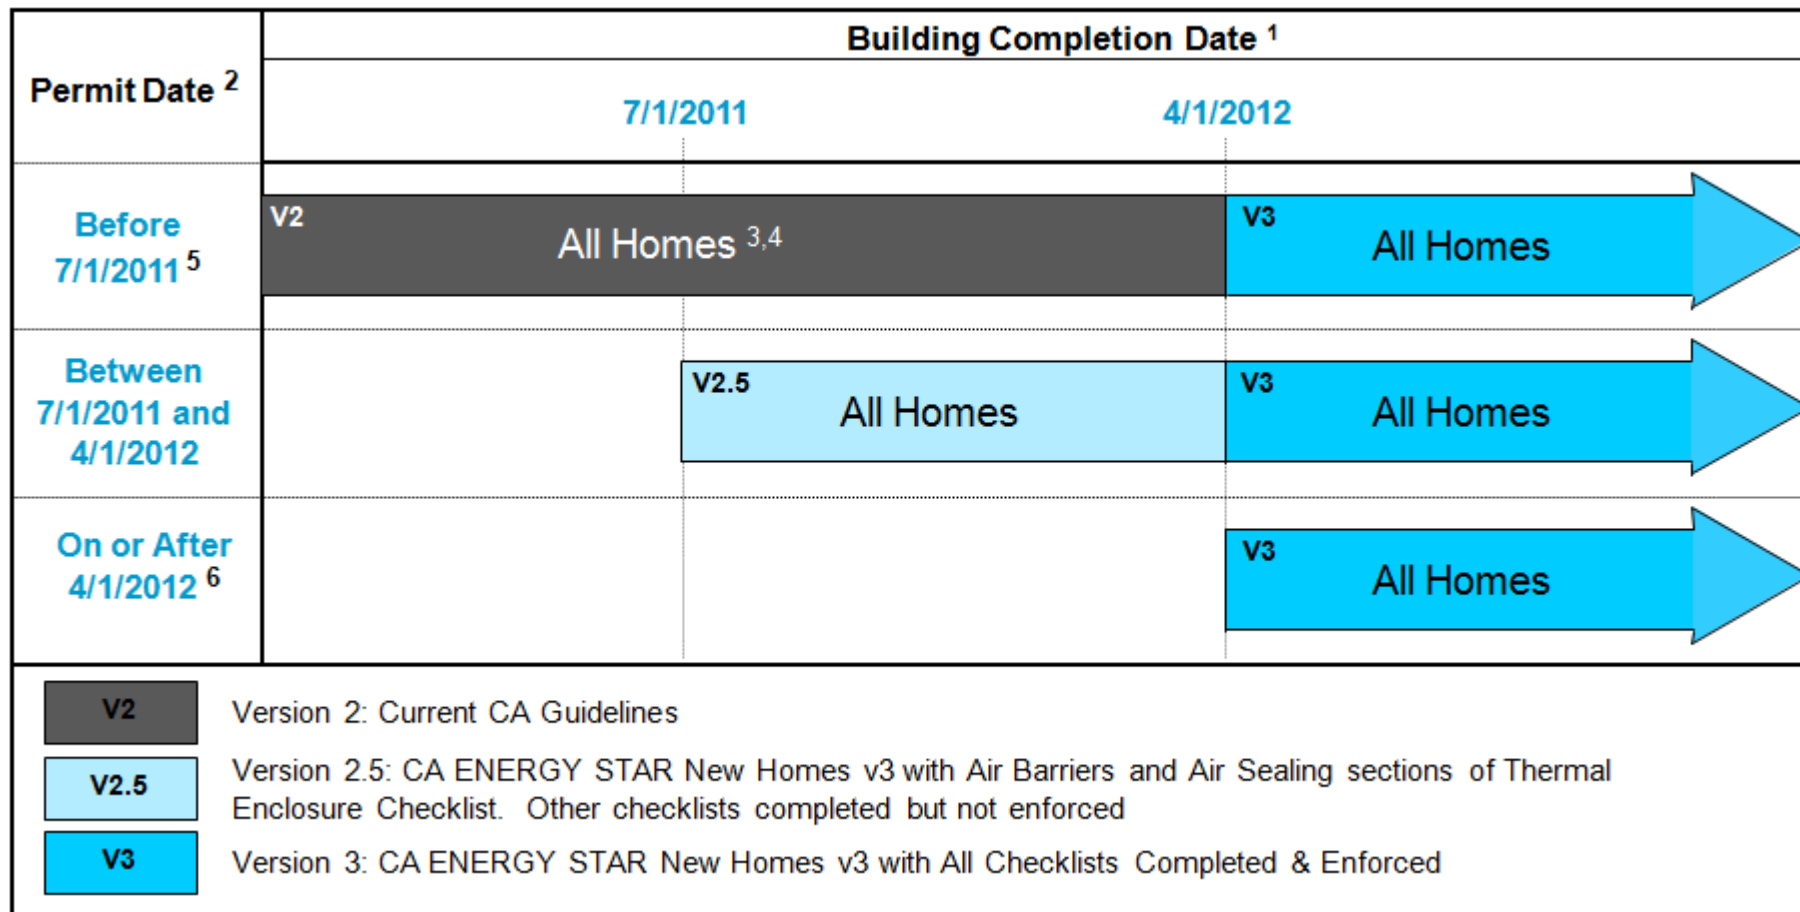 Building Completion Date 1
Permit Date 2
7/1/2011
4/1/2012
Before
7/1/2011 5
V2
All Homes 3,4
V3
All Homes
Between
7/1/2011 and
4/1/2012
V2.5
All Homes
V3
All Homes
On or After
4/1/2012 6
V3
All Homes
V2
Version 2: Current CA Guidelines
V2.5
Version 2.5: CA ENERGY STAR New Homes v3 with Air Barriers and Air Sealing sections of Thermal
Enclosure Checklist. Other checklists completed but not enforced
V3
Version 3: CA ENERGY STAR New Homes v3 with All Checklists Completed & Enforced